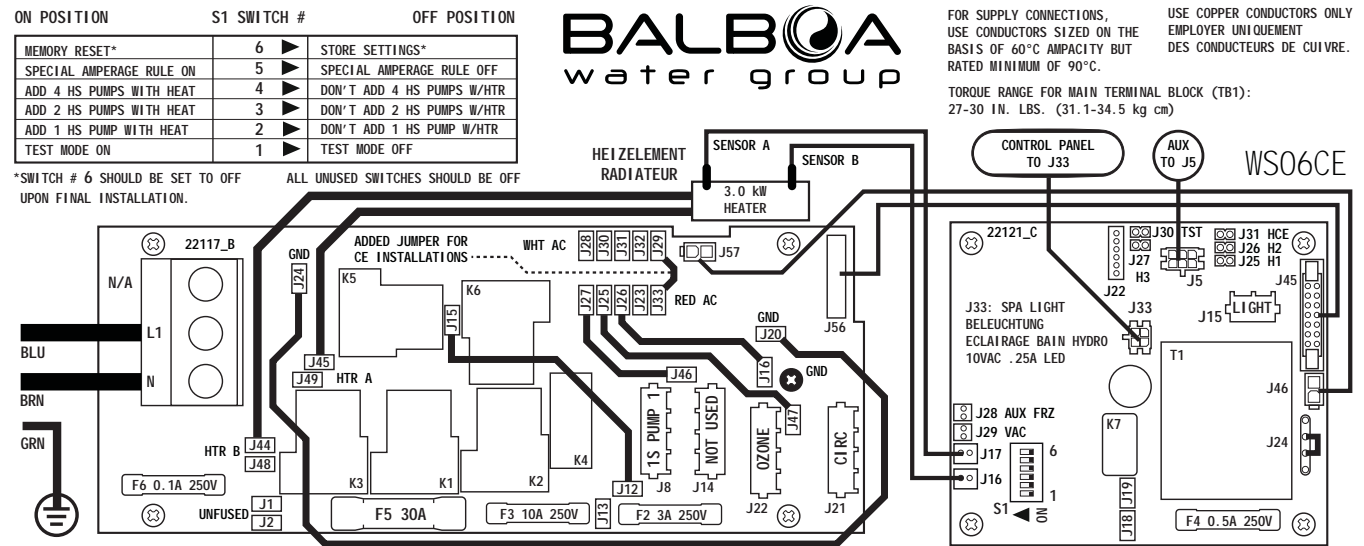 ON POSITION S1 SWITCH # OFF POSITION
MEMORY RESET* 6 ▶ STORE SETTINGS*
SPECIAL AMPERAGE RULE ON 5 ▶ SPECIAL AMPERAGE RULE OFF
ADD 4 HS PUMPS WITH HEAT 4 ▶ DON'T ADD 4 HS PUMPS W/HTR
ADD 2 HS PUMPS WITH HEAT 3 ▶ DON'T ADD 2 HS PUMPS W/HTR
ADD 1 HS PUMP WITH HEAT 2 ▶ DON'T ADD 1 HS PUMP W/HTR
TEST MODE ON 1 ▶ TEST MODE OFF
*SWITCH # 6 SHOULD BE SET TO OFF
UPON FINAL INSTALLATION.
ALL UNUSED SWITCHES SHOULD BE OFF
BALBOA
water group
FOR SUPPLY CONNECTIONS,
USE CONDUCTORS SIZED ON THE
BASIS OF 60°C AMPACITY BUT
RATED MINIMUM OF 90°C.
USE COPPER CONDUCTORS ONLY
EMPLOYER UNIQUEMENT
DES CONDUCTEURS DE CUIVRE.
TORQUE RANGE FOR MAIN TERMINAL BLOCK (TB1):
27-30 IN. LBS. (31.1-34.5 kg cm)
HEIZELEMENT
RADIATEUR
SENSOR A
SENSOR B
3.0 kW
HEATER
CONTROL PANEL
TO J33
AUX
TO J5
WS06CE
22117_B
N/A
L1
N
BLU
BRN
GRN
GND
J24
ADDED JUMPER FOR
CE INSTALLATIONS
WHT AC
J28
J30
J31
J32
J29
J57
K5
K6
J15
J27
J25
J26
J23
J33
RED AC
J56
GND
J20
J45
J49
HTR A
J46
J16
GND
J47
J44
HTR B
J48
K3
K1
K2
K4
1S PUMP 1
J8
NOT USED
J14
OZONE
J22
CIRC
J21
J12
F6 0.1A 250V
UNFUSED
J1
J2
F5 30A
F3 10A 250V
J13
F2 3A 250V
22121_C
J30 TST
J27
H3
J22
J5
J31 HCE
J26 H2
J25 H1
J45
J33: SPA LIGHT
BELEUCHTUNG
ECLAIRAGE BAIN HYDRO
10VAC .25A LED
J33
J15
LIGHT
T1
J46
J28 AUX FRZ
J29 VAC
J17
J16
6
1
S1
ON
K7
J24
J19
J18
F4 0.5A 250V